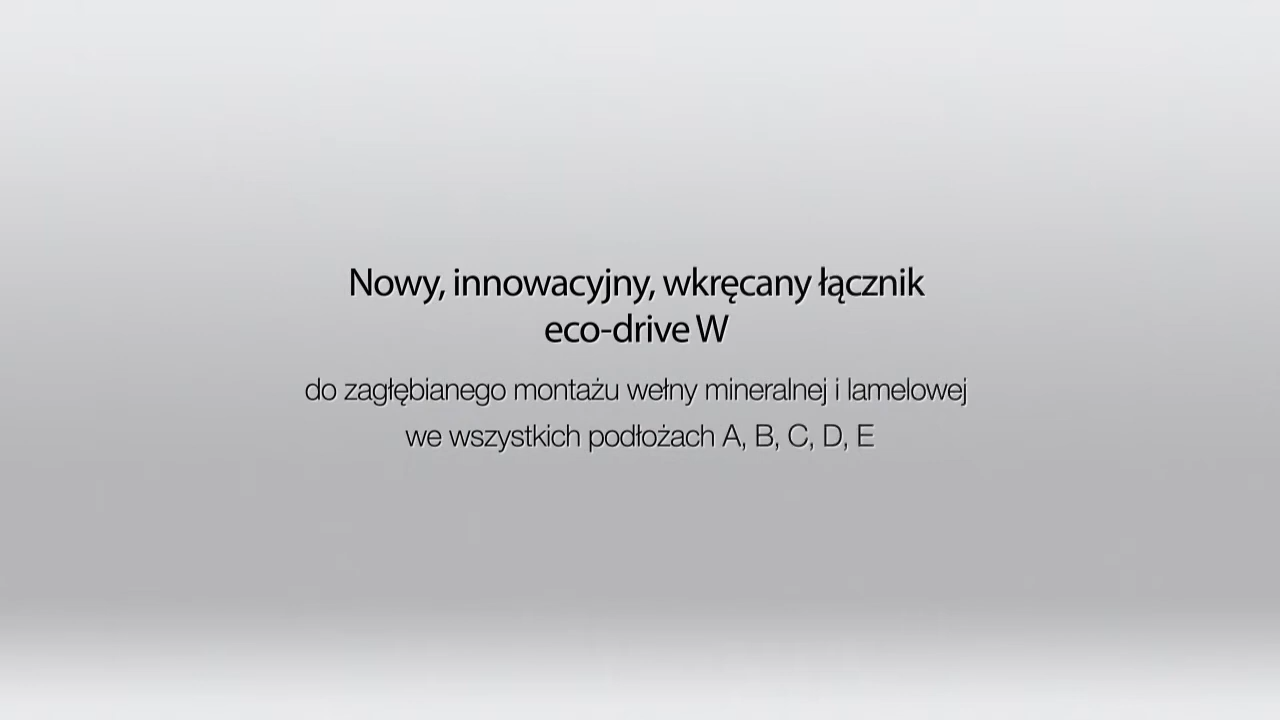 Nowy, innowacyjny, wkręcany łącznik
eco-drive W
do zagłębianego montażu wełny mineralnej i lamelowej
we wszystkich podłożach A, B, C, D, E